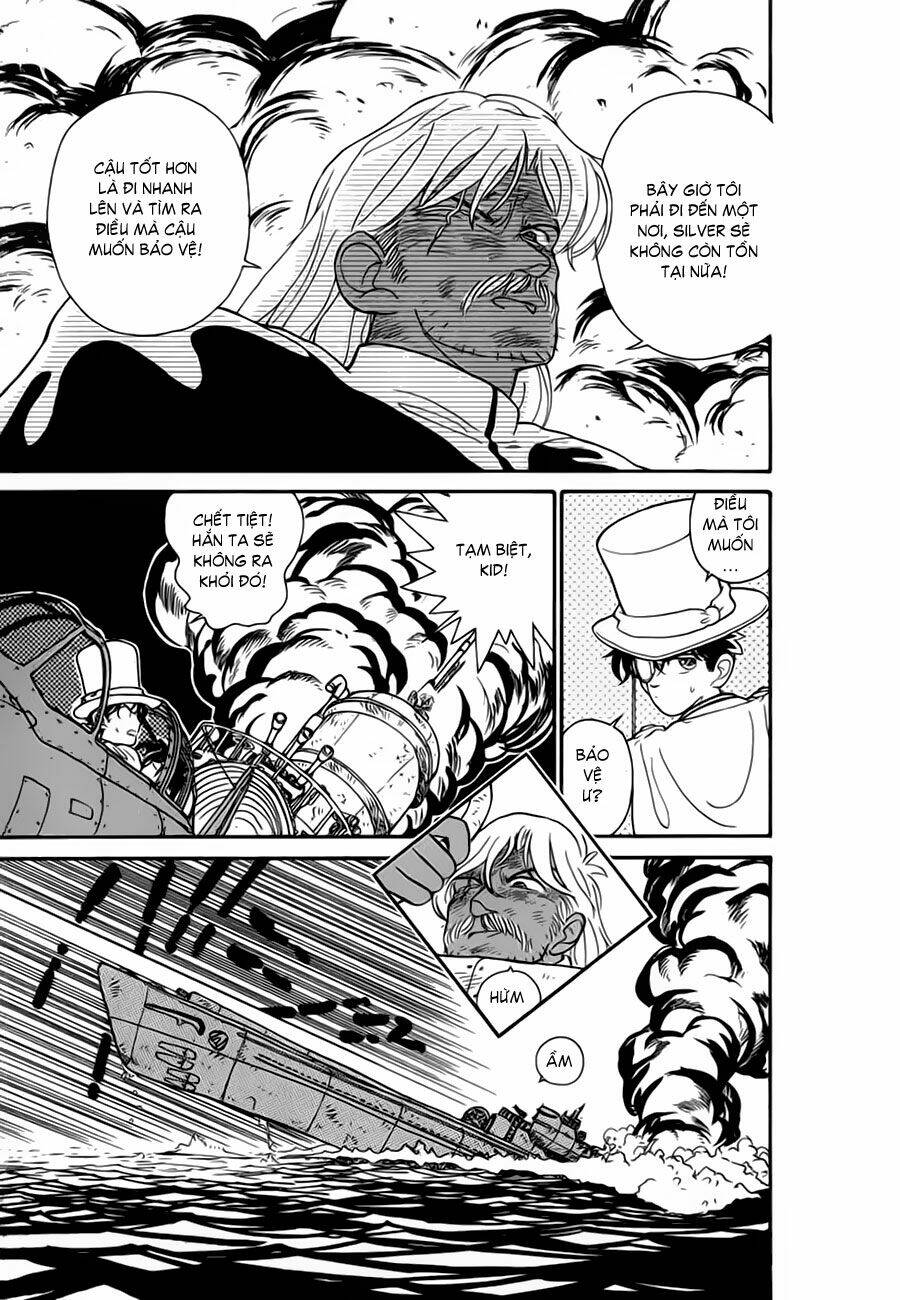 BÂY GIỜ TÔI
PHẢI ĐI ĐẾN MỘT
NƠI, SILVER SẼ
KHÔNG CÒN TỒN
TẠI NỮA!
CẬU TỐT HƠN
LÀ ĐI NHANH
LÊN VÀ TÌM RA
ĐIỀU MÀ CẬU
MUỐN BẢO VỆ!
ĐIỀU
MÀ TÔI
MUỐN
...
BẢO
VỆ
Ư?
TẠM BIỆT,
KID!
CHẾT TIỆT!
HẮN TA SẼ
KHÔNG RA
KHỎI ĐÓ!
HỪM
ẦM